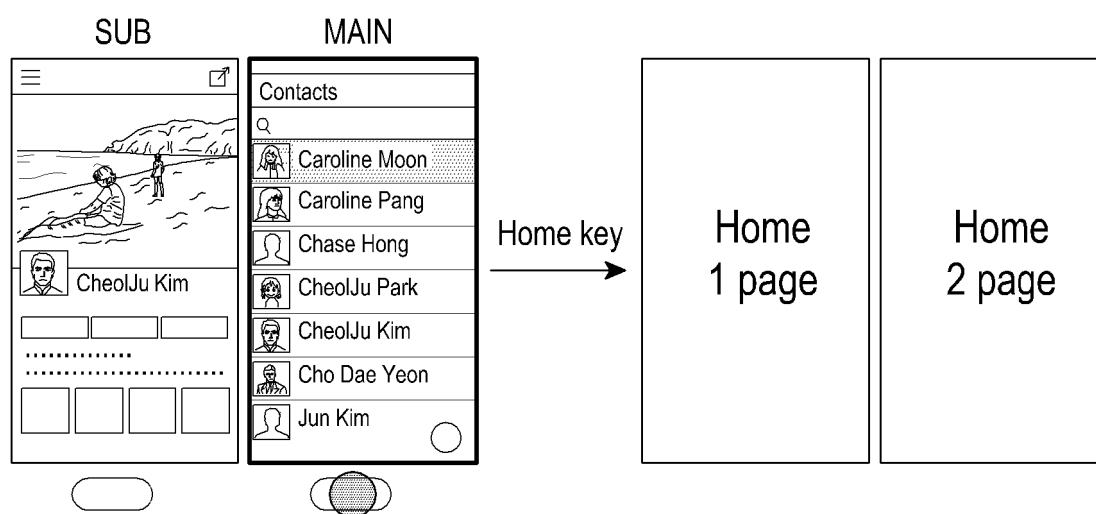 SUB
MAIN
CheolJu Kim
Contacts
Caroline Moon
Caroline Pang
Chase Hong
CheolJu Park
CheolJu Kim
Cho Dae Yeon
Jun Kim
Home key
Home
1 page
Home
2 page